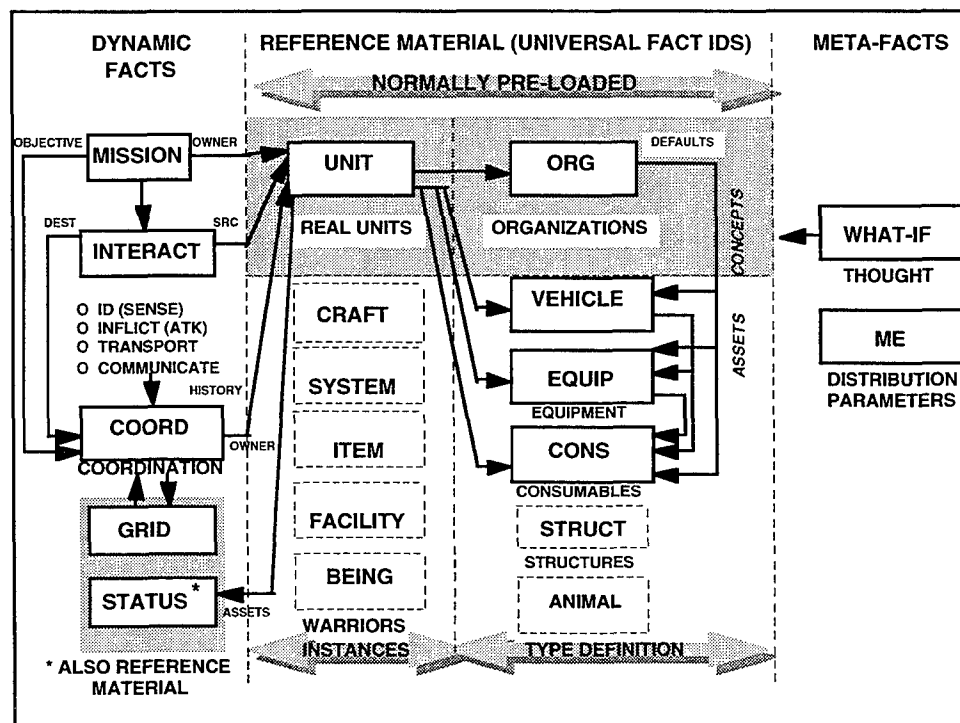 DYNAMIC
FACTS
REFERENCE MATERIAL (UNIVERSAL FACT IDS)
META-FACTS
NORMALLY PRE-LOADED
OBJECTIVE
MISSION
OWNER
UNIT
ORG
DEFAULTS
DEST
SRC
REAL UNITS
ORGANIZATIONS
CONCEPTS
INTERACT
WHAT-IF
THOUGHT
O ID (SENSE)
O INFLICT (ATK)
O TRANSPORT
O COMMUNICATE
HISTORY
CRAFT
VEHICLE
ASSETS
ME
DISTRIBUTION
PARAMETERS
SYSTEM
EQUIP
EQUIPMENT
COORD
OWNER
COORDINATION
ITEM
CONS
CONSUMABLES
GRID
FACILITY
STRUCT
STRUCTURES
STATUS *
ASSETS
BEING
WARRIORS
ANIMAL
INSTANCES
TYPE DEFINITION
* ALSO REFERENCE
MATERIAL